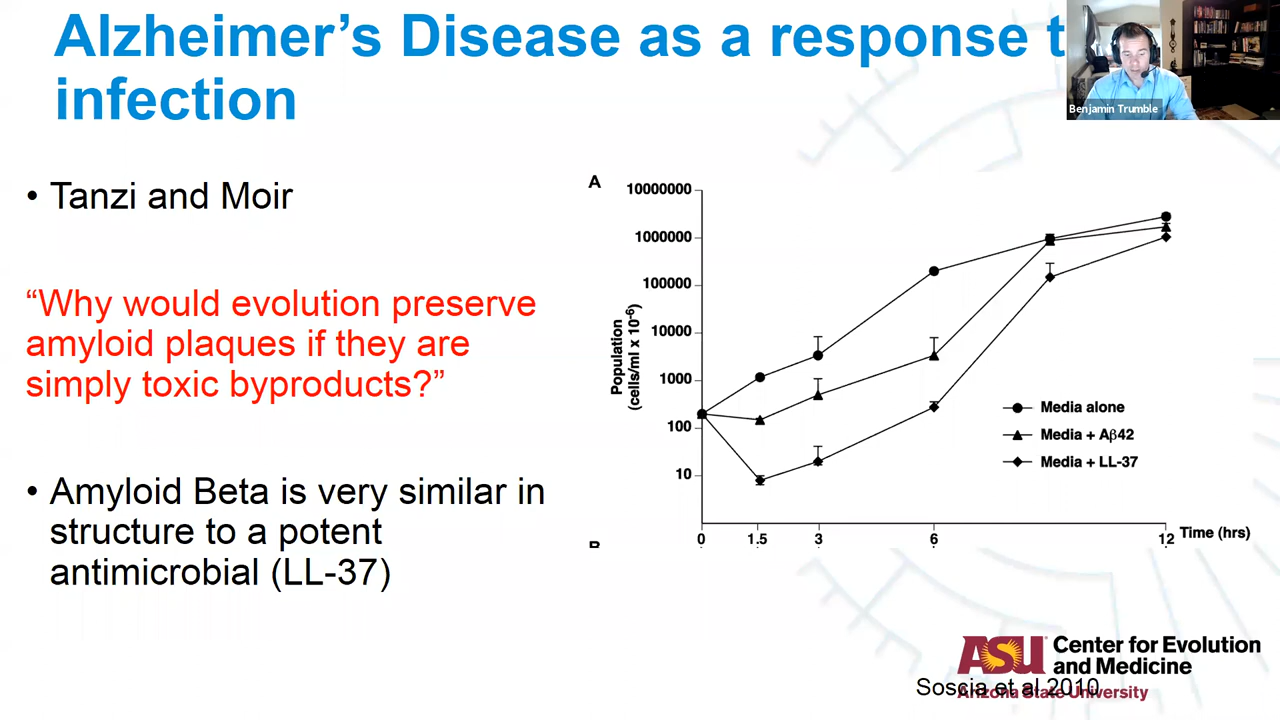 Alzheimer's Disease as a response t
infection
Benjamin Trumble
• Tanzi and Moir
“Why would evolution preserve
amyloid plaques if they are
simply toxic byproducts?”
• Amyloid Beta is very similar in
structure to a potent
antimicrobial (LL-37)
A
10000000
1000000
100000
10000
1000
100
10
Population
(cells/ml x 10⁻⁶)
Media alone
Media + Aβ42
Media + LL-37
0 1.5 3 6 12 Time (hrs)
B
ASU Center for Evolution
and Medicine
Arizona State University
Soscia et al 2010